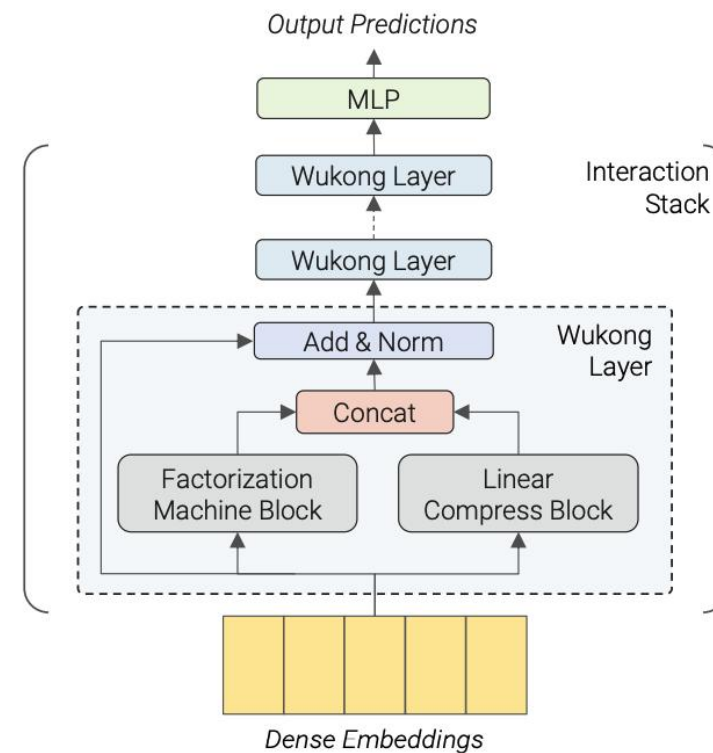 Output Predictions
MLP
Wukong Layer
Interaction
Stack
Wukong Layer
Add & Norm
Wukong
Layer
Concat
Factorization
Machine Block
Linear
Compress Block
Dense Embeddings